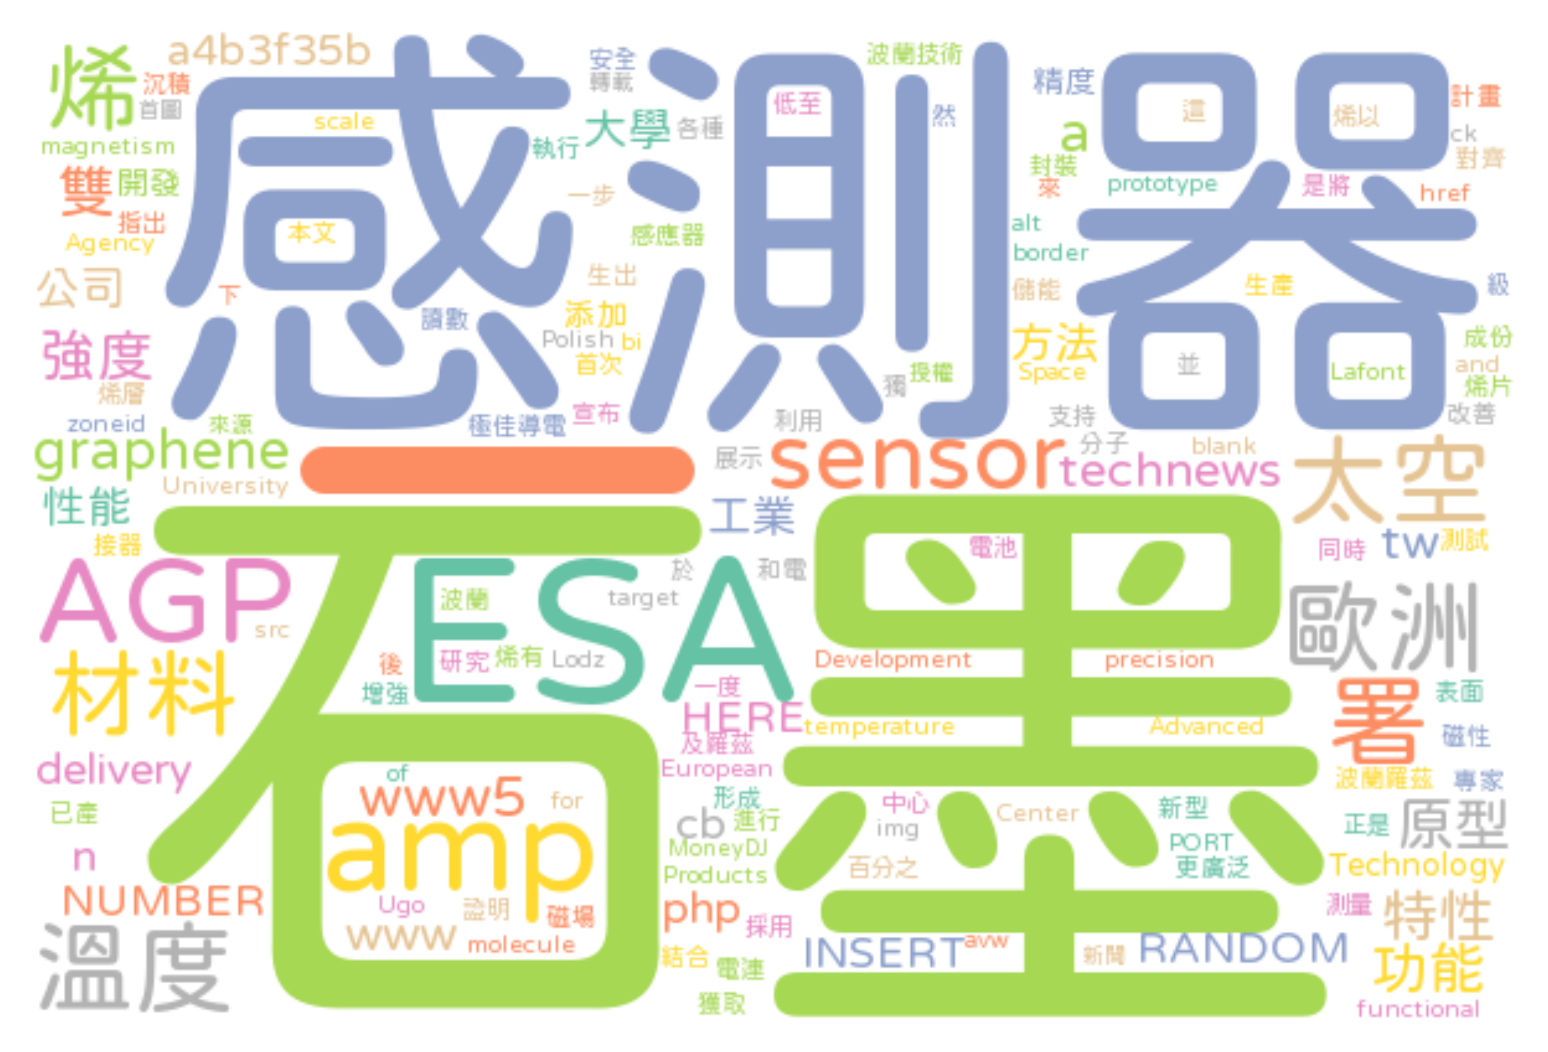 感測器
石墨
一
ESA
AGP
amp
sensor
graphene
太空
歐洲
材料
溫度
署
烯
雙
a4b3f35b
沉積
首圖
magnetism
開發
指出
Agency
公司
強度
烯層
zoneid
來源
University
性能
接器
src
delivery
已產
n
NUMBER
scale
本文
下
讀數
極佳導電
執行
大學
各種
安全
轉載
一步
感應器
生出
添加
Polish
bi
首次
宣布
低至
波蘭技術
然
獨
授權
利用
展示
technews
工業
於
和電
target
電池
精度
a
封裝
來
prototype
alt
border
儲能
方法
Space
支持
分子
blank
這
烯以
是將
計畫
ck
對齊
href
生產
級
成份
and
烯片
改善
並
Lafont
同時
tw
測試
波蘭
研究
烯有
Lodz
後
增強
一度
HERE
及羅茲
European
形成
cb
進行
MoneyDJ
Products
php
採用
結合
電連
獲取
of
www5
for
Ugo
證明
磁場
www
molecule
Development
precision
temperature
Advanced
中心
img
百分之
Center
新型
PORT
更廣泛
INSERT
avw
新聞
RANDOM
表面
磁性
波蘭羅茲
專家
正是
原型
Technology
測量
特性
功能
functional